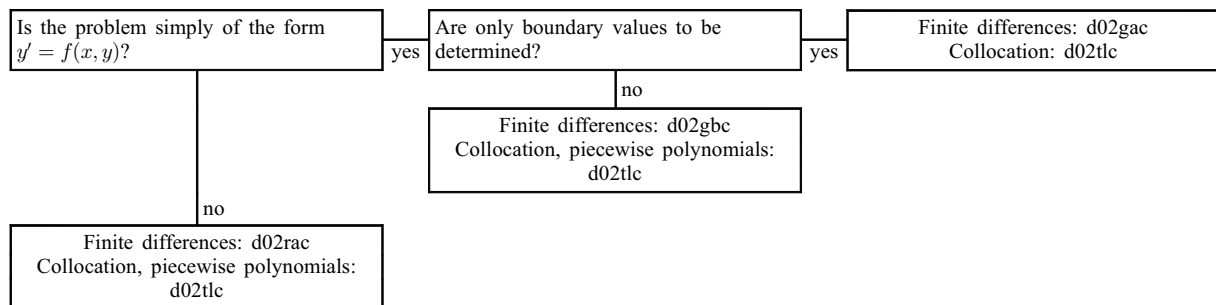 Is the problem simply of the form
y′ = f(x, y)?
yes
Are only boundary values to be
determined?
yes
Finite differences: d02gac
Collocation: d02tlc
no
Finite differences: d02gbc
Collocation, piecewise polynomials:
d02tlc
no
Finite differences: d02rac
Collocation, piecewise polynomials:
d02tlc